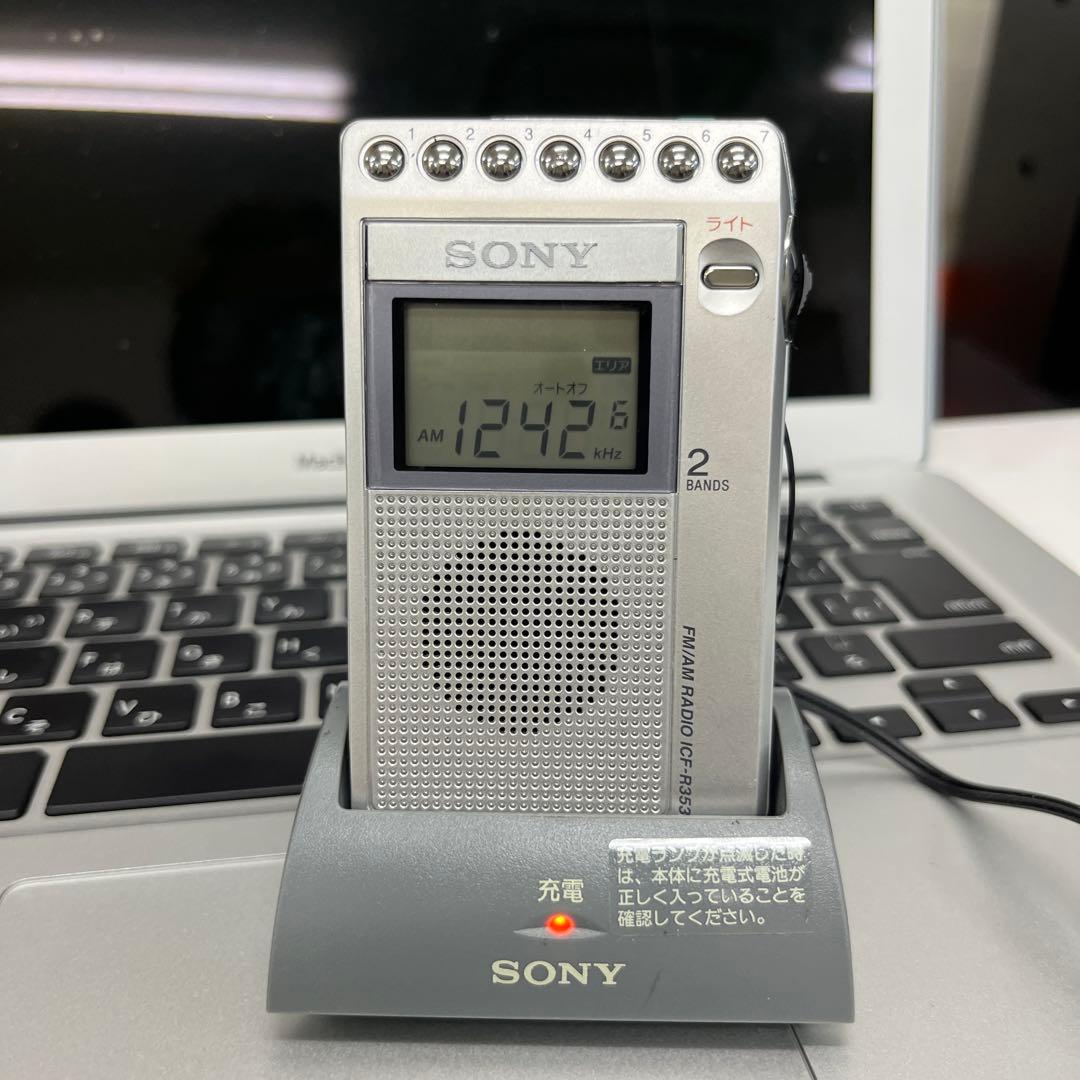 1 2 3 4 5 6 7
ライト
SONY
エリア
オートオフ
AM 1242 6
kHz
2
BANDS
FM/AM RADIO ICF-R353
充電ランプが点滅した時
は、本体に充電式電池が
正しく入っていることを
確認してください。
充電
SONY